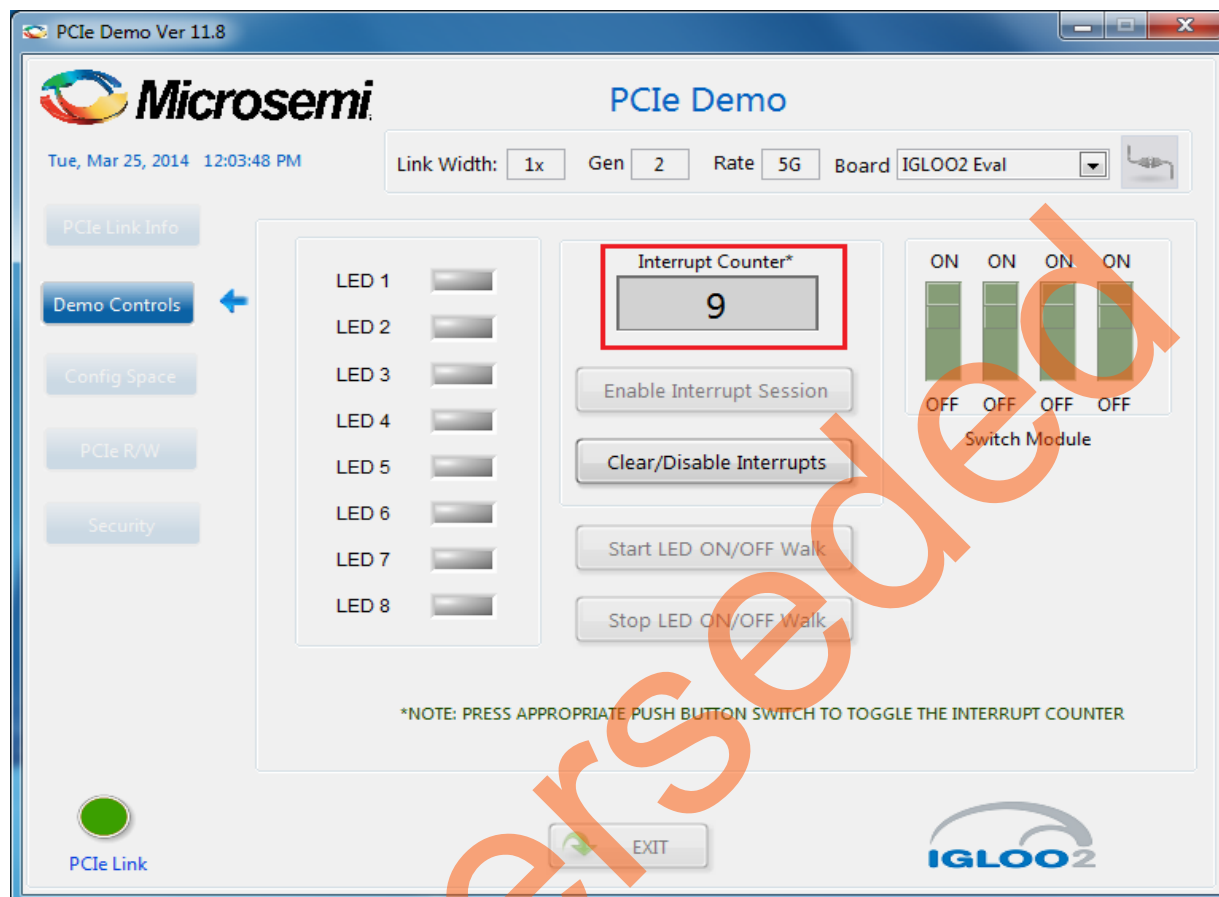 PCIe Demo Ver 11.8
Microsemi.
PCIe Demo
Tue, Mar 25, 2014 12:03:48 PM
Link Width: 1x Gen 2 Rate 5G Board IGLOO2 Eval
PCIe Link Info
Demo Controls
Config Space
PCIe R/W
Security
LED 1
LED 2
LED 3
LED 4
LED 5
LED 6
LED 7
LED 8
Interrupt Counter*
9
Enable Interrupt Session
Clear/Disable Interrupts
Start LED ON/OFF Walk
Stop LED ON/OFF Walk
ON ON ON ON
OFF OFF OFF OFF
Switch Module
*NOTE: PRESS APPROPRIATE PUSH BUTTON SWITCH TO TOGGLE THE INTERRUPT COUNTER
PCIe Link
EXIT
IGLOO2
erseded